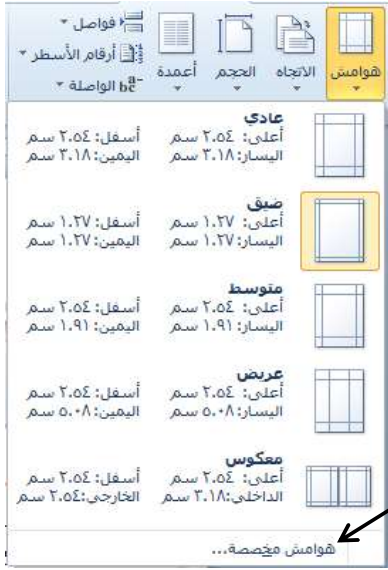 فواصل
أرقام الأسطر
الواصلة bc
هوامش الاتجاه الحجم أعمدة
عادي
أعلى: ٢.٥٤ سم أسفل: ٢.٥٤ سم
اليسار: ٣.١٨ سم اليمين: ٣.١٨ سم
ضيق
أعلى: ١.٢٧ سم أسفل: ١.٢٧ سم
اليسار: ١.٢٧ سم اليمين: ١.٢٧ سم
متوسط
أعلى: ٢.٥٤ سم أسفل: ٢.٥٤ سم
اليسار: ١.٩١ سم اليمين: ١.٩١ سم
عريض
أعلى: ٢.٥٤ سم أسفل: ٢.٥٤ سم
اليسار: ٥.٠٨ سم اليمين: ٥.٠٨ سم
معكوس
أعلى: ٢.٥٤ سم أسفل: ٢.٥٤ سم
الداخلي:٣.١٨ سم الخارجي:٢.٥٤ سم
هوامش مخصصة...